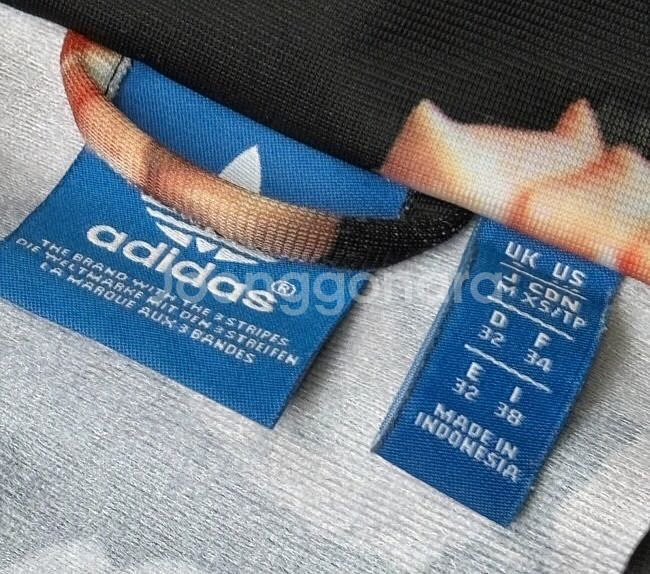 adidas®
THE BRAND WITH THE 3 STRIPES
DIE WELTMARKE MIT DEN 3 STREIFEN
LA MARQUE AUX 3 BANDES
UK US
J CDN
M XS/TP
D F
32 34
E I
32 38
MADE IN
INDONESIA
joonggonara